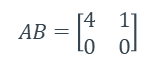 AB = [4 1
0 0]